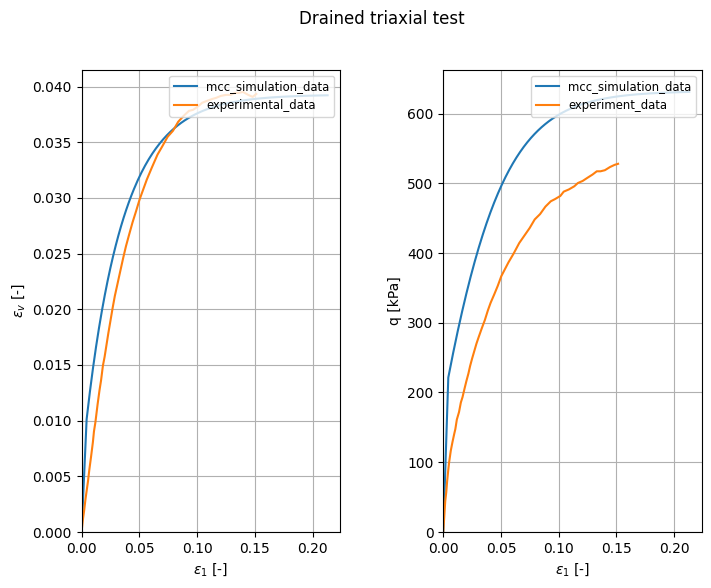 Drained triaxial test
mcc_simulation_data
experimental_data
0.040
0.035
0.030
0.025
0.020
0.015
0.010
0.005
0.000
εv [-]
0.00 0.05 0.10 0.15 0.20
ε1 [-]
mcc_simulation_data
experiment_data
600
500
400
300
200
100
0
q [kPa]
0.00 0.05 0.10 0.15 0.20
ε1 [-]